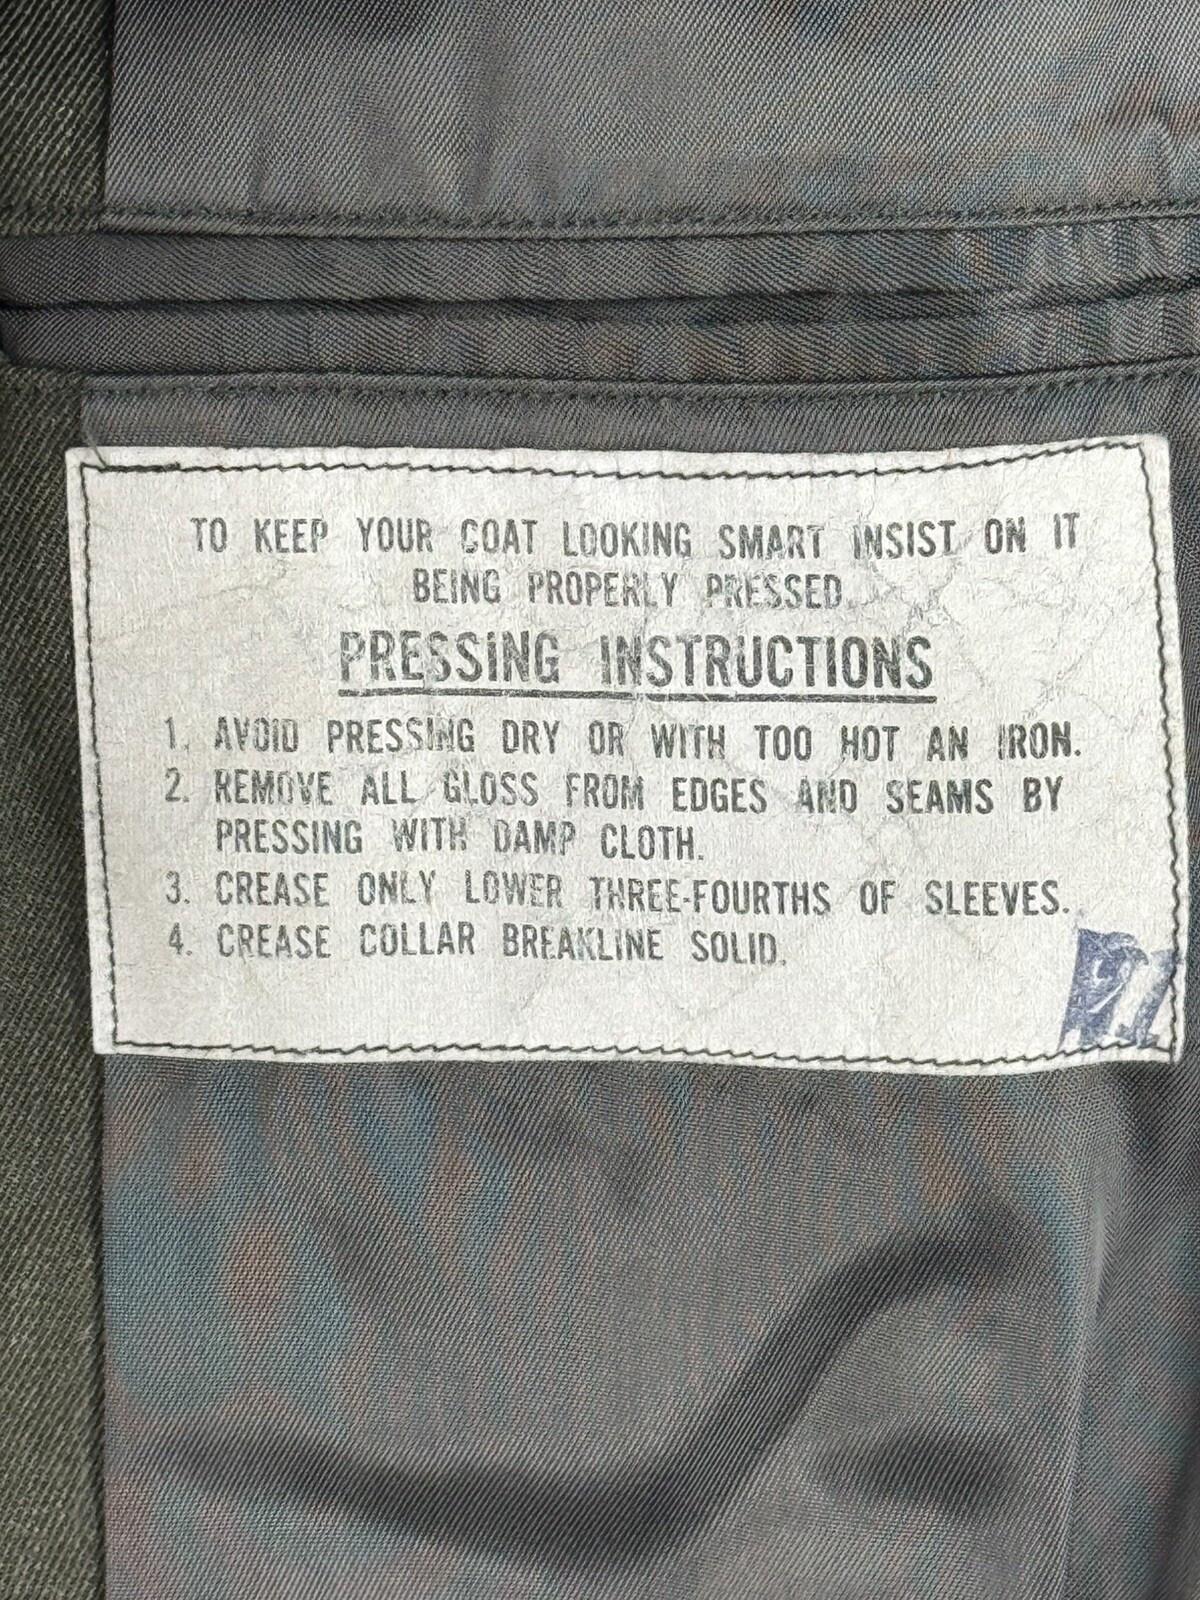 TO KEEP YOUR COAT LOOKING SMART INSIST ON IT
BEING PROPERLY PRESSED.
PRESSING INSTRUCTIONS
1. AVOID PRESSING DRY OR WITH TOO HOT AN IRON.
2. REMOVE ALL GLOSS FROM EDGES AND SEAMS BY
PRESSING WITH DAMP CLOTH.
3. CREASE ONLY LOWER THREE-FOURTHS OF SLEEVES.
4. CREASE COLLAR BREAKLINE SOLID.